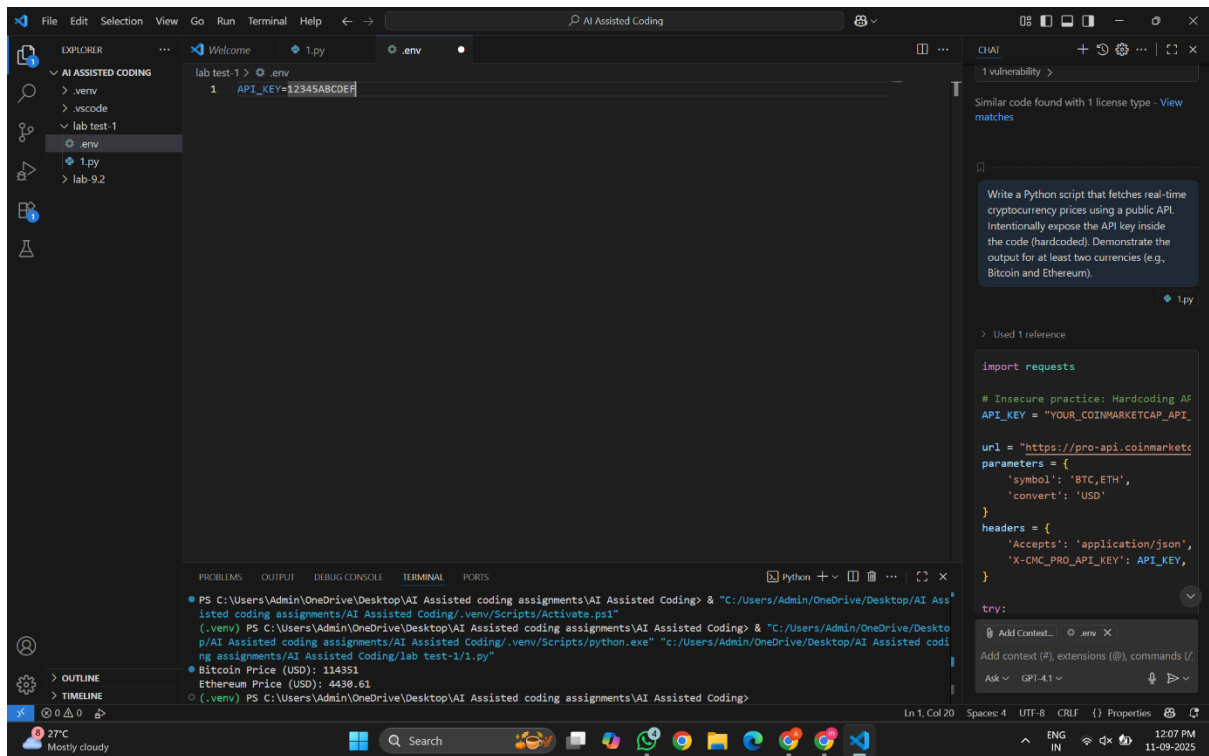 File Edit Selection View Go Run Terminal Help
AI Assisted Coding
EXPLORER
AI ASSISTED CODING
.venv
.vscode
lab test-1
.env
1.py
lab-9.2
OUTLINE
TIMELINE
Welcome
1.py
.env
lab test-1 > .env
1 API_KEY=12345ABCDEF
PROBLEMS OUTPUT DEBUG CONSOLE TERMINAL PORTS
Python
PS C:\Users\Admin\OneDrive\Desktop\AI Assisted coding assignments\AI Assisted Coding> & "C:/Users/Admin/OneDrive/Desktop/AI Ass
isted coding assignments/AI Assisted Coding/.venv/Scripts/Activate.ps1"
(.venv) PS C:\Users\Admin\OneDrive\Desktop\AI Assisted coding assignments\AI Assisted Coding> & "C:/Users/Admin/OneDrive/Deskto
p/AI Assisted coding assignments/AI Assisted Coding/.venv/Scripts/python.exe" "c:/Users/Admin/OneDrive/Desktop/AI Assisted codi
ng assignments/AI Assisted Coding/lab test-1/1.py"
Bitcoin Price (USD): 114351
Ethereum Price (USD): 4430.61
(.venv) PS C:\Users\Admin\OneDrive\Desktop\AI Assisted coding assignments\AI Assisted Coding>
CHAT
1 vulnerability >
Similar code found with 1 license type - View
matches
Write a Python script that fetches real-time
cryptocurrency prices using a public API.
Intentionally expose the API key inside
the code (hardcoded). Demonstrate the
output for at least two currencies (e.g.,
Bitcoin and Ethereum).
1.py
> Used 1 reference
import requests
# Insecure practice: Hardcoding AP
API_KEY = "YOUR_COINMARKETCAP_API_
url = "https://pro-api.coinmarketc
parameters = {
'symbol': 'BTC,ETH',
'convert': 'USD'
}
headers = {
'Accepts': 'application/json',
'X-CMC_PRO_API_KEY': API_KEY,
}
try:
Add Context... .env
Add context (#), extensions (@), commands (/
Ask GPT-4.1
0 0 0
Ln 1, Col 20 Spaces: 4 UTF-8 CRLF {} Properties
8
27°C
Mostly cloudy
Search
ENG
IN
12:07 PM
11-09-2025